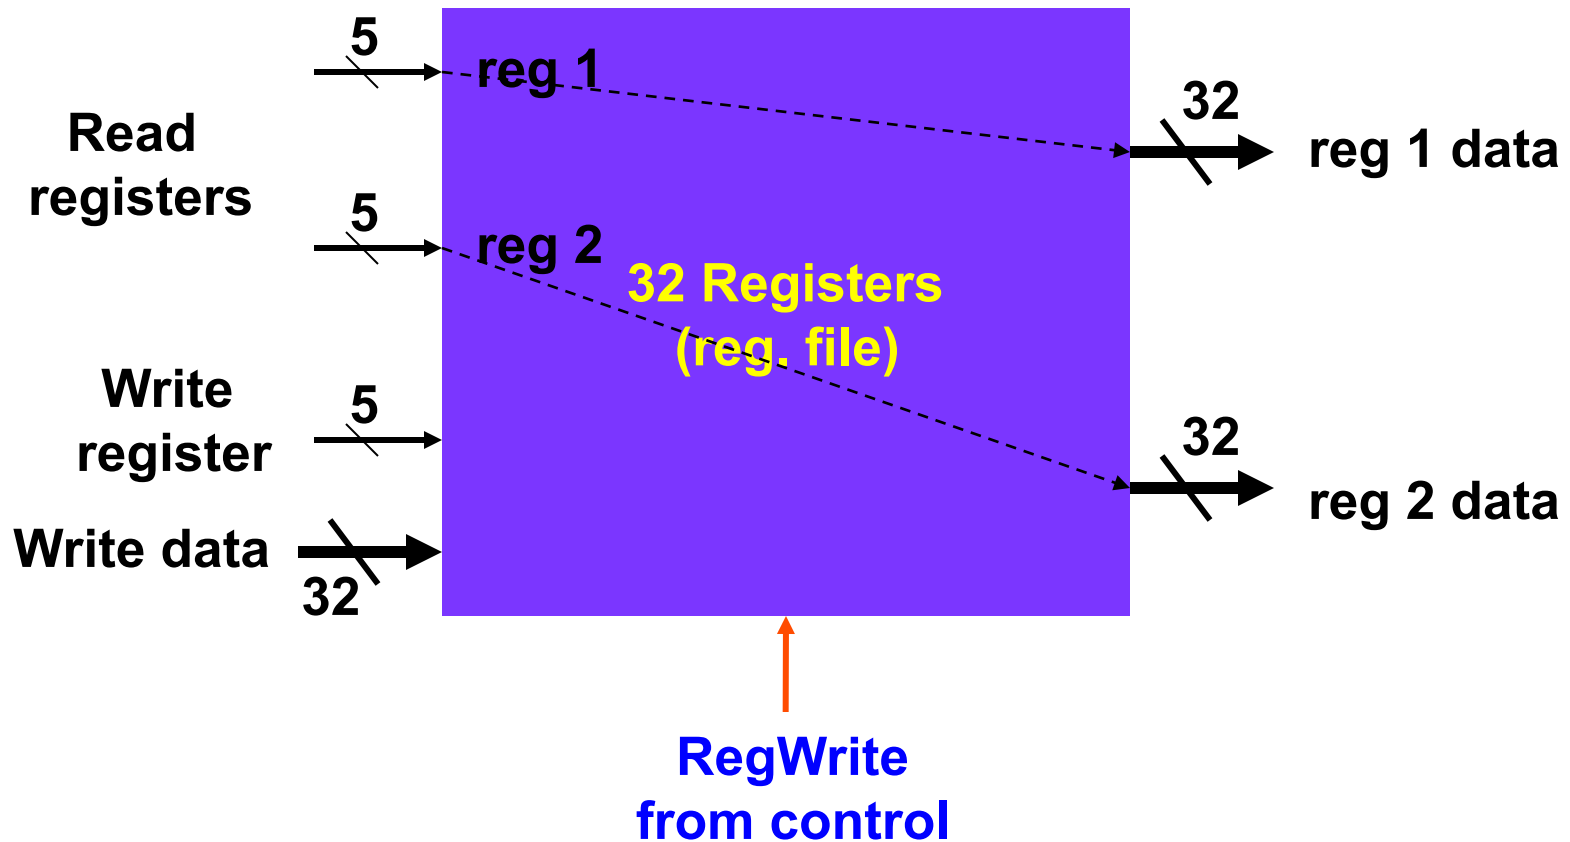 5
reg 1
32
Read
registers
reg 1 data
5
reg 2
32 Registers
(reg. file)
Write
register
5
32
reg 2 data
Write data
32
RegWrite
from control